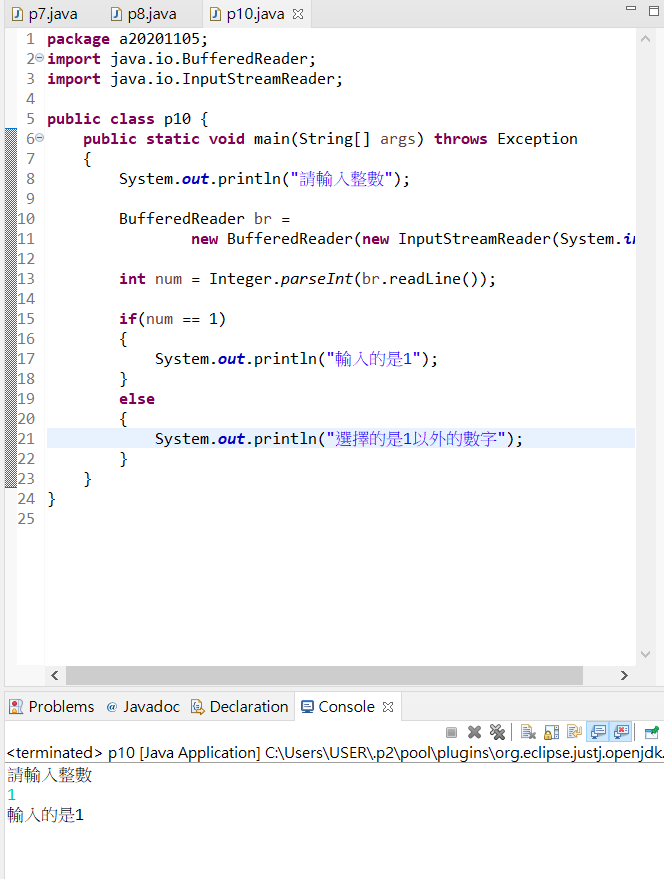 p7.java p8.java p10.java
1 package a20201105;
2 import java.io.BufferedReader;
3 import java.io.InputStreamReader;
4
5 public class p10 {
6 public static void main(String[] args) throws Exception
7 {
8 System.out.println("請輸入整數");
9
10 BufferedReader br =
11 new BufferedReader(new InputStreamReader(System.in
12
13 int num = Integer.parseInt(br.readLine());
14
15 if(num == 1)
16 {
17 System.out.println("輸入的是1");
18 }
19 else
20 {
21 System.out.println("選擇的是1以外的數字");
22 }
23 }
24 }
25
Problems @ Javadoc Declaration Console
<terminated> p10 [Java Application] C:\Users\USER\.p2\pool\plugins\org.eclipse.justj.openjdk.
請輸入整數
1
輸入的是1